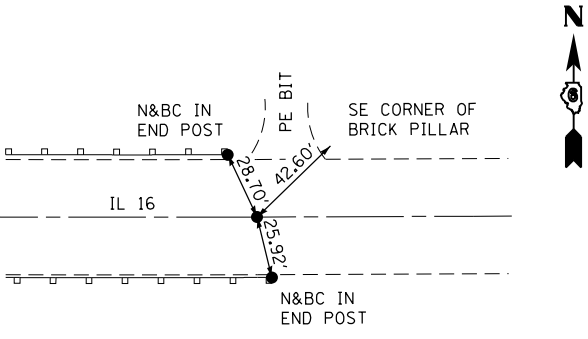 N
N&BC IN
END POST
PE BIT
SE CORNER OF
BRICK PILLAR
28.70'
42.60'
IL 16
25.92'
N&BC IN
END POST